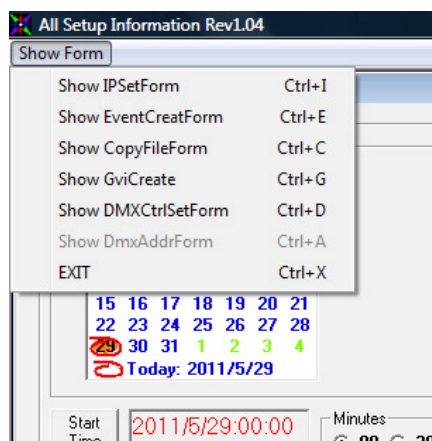 All Setup Information Rev1.04
Show Form
Show IPSetForm Ctrl+I
Show EventCreatForm Ctrl+E
Show CopyFileForm Ctrl+C
Show GviCreate Ctrl+G
Show DMXCtrlSetForm Ctrl+D
Show DmxAddrForm Ctrl+A
EXIT Ctrl+X
15 16 17 18 19 20 21
22 23 24 25 26 27 28
29 30 31 1 2 3 4
Today: 2011/5/29
Start
Time
2011/5/29:00:00
Minutes
00